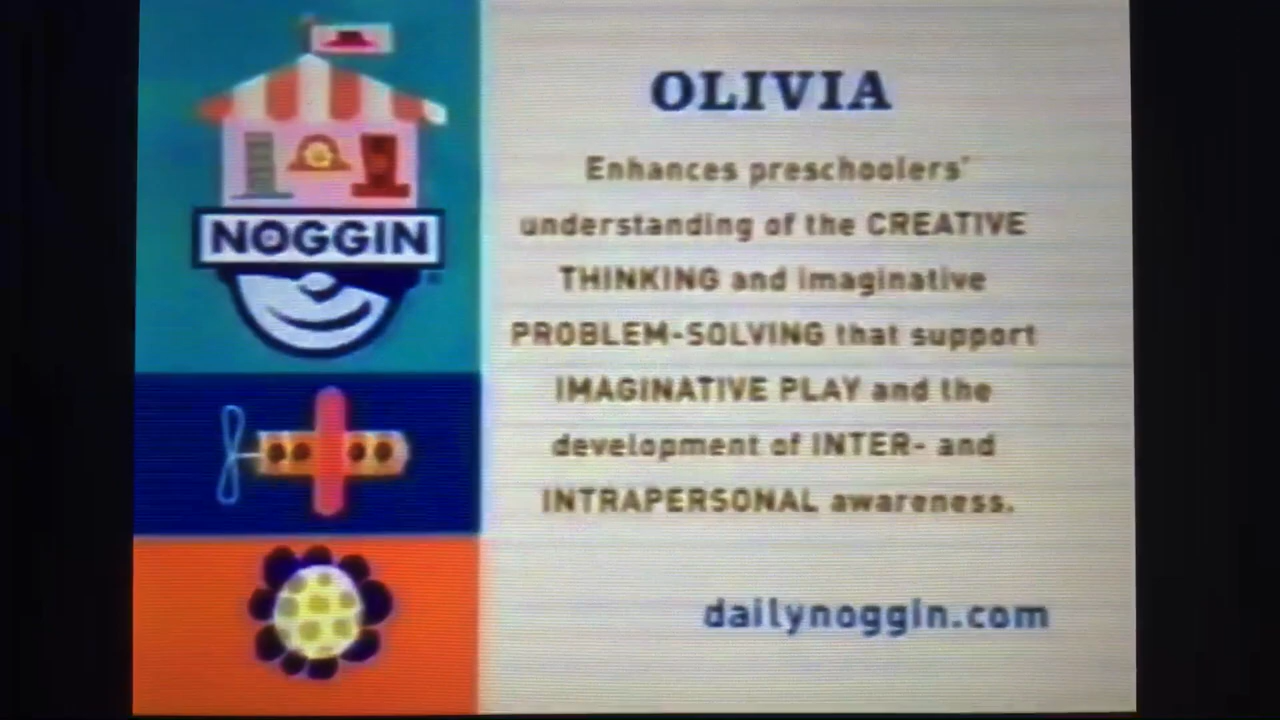 NOGGIN
OLIVIA
Enhances preschoolers'
understanding of the CREATIVE
THINKING and imaginative
PROBLEM-SOLVING that support
IMAGINATIVE PLAY and the
development of INTER- and
INTRAPERSONAL awareness.
dailynoggin.com